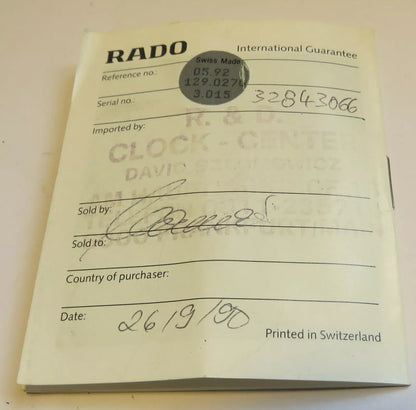 RADO International Guarantee
Swiss Made
Reference no.: 05.92
129.0274
3.015
Serial no.: 32843066
Imported by: R. & D.
CLOCK - CENTER
DAVID
Sold by:
Sold to:
Country of purchaser:
Date: 26/9/90
Printed in Switzerland